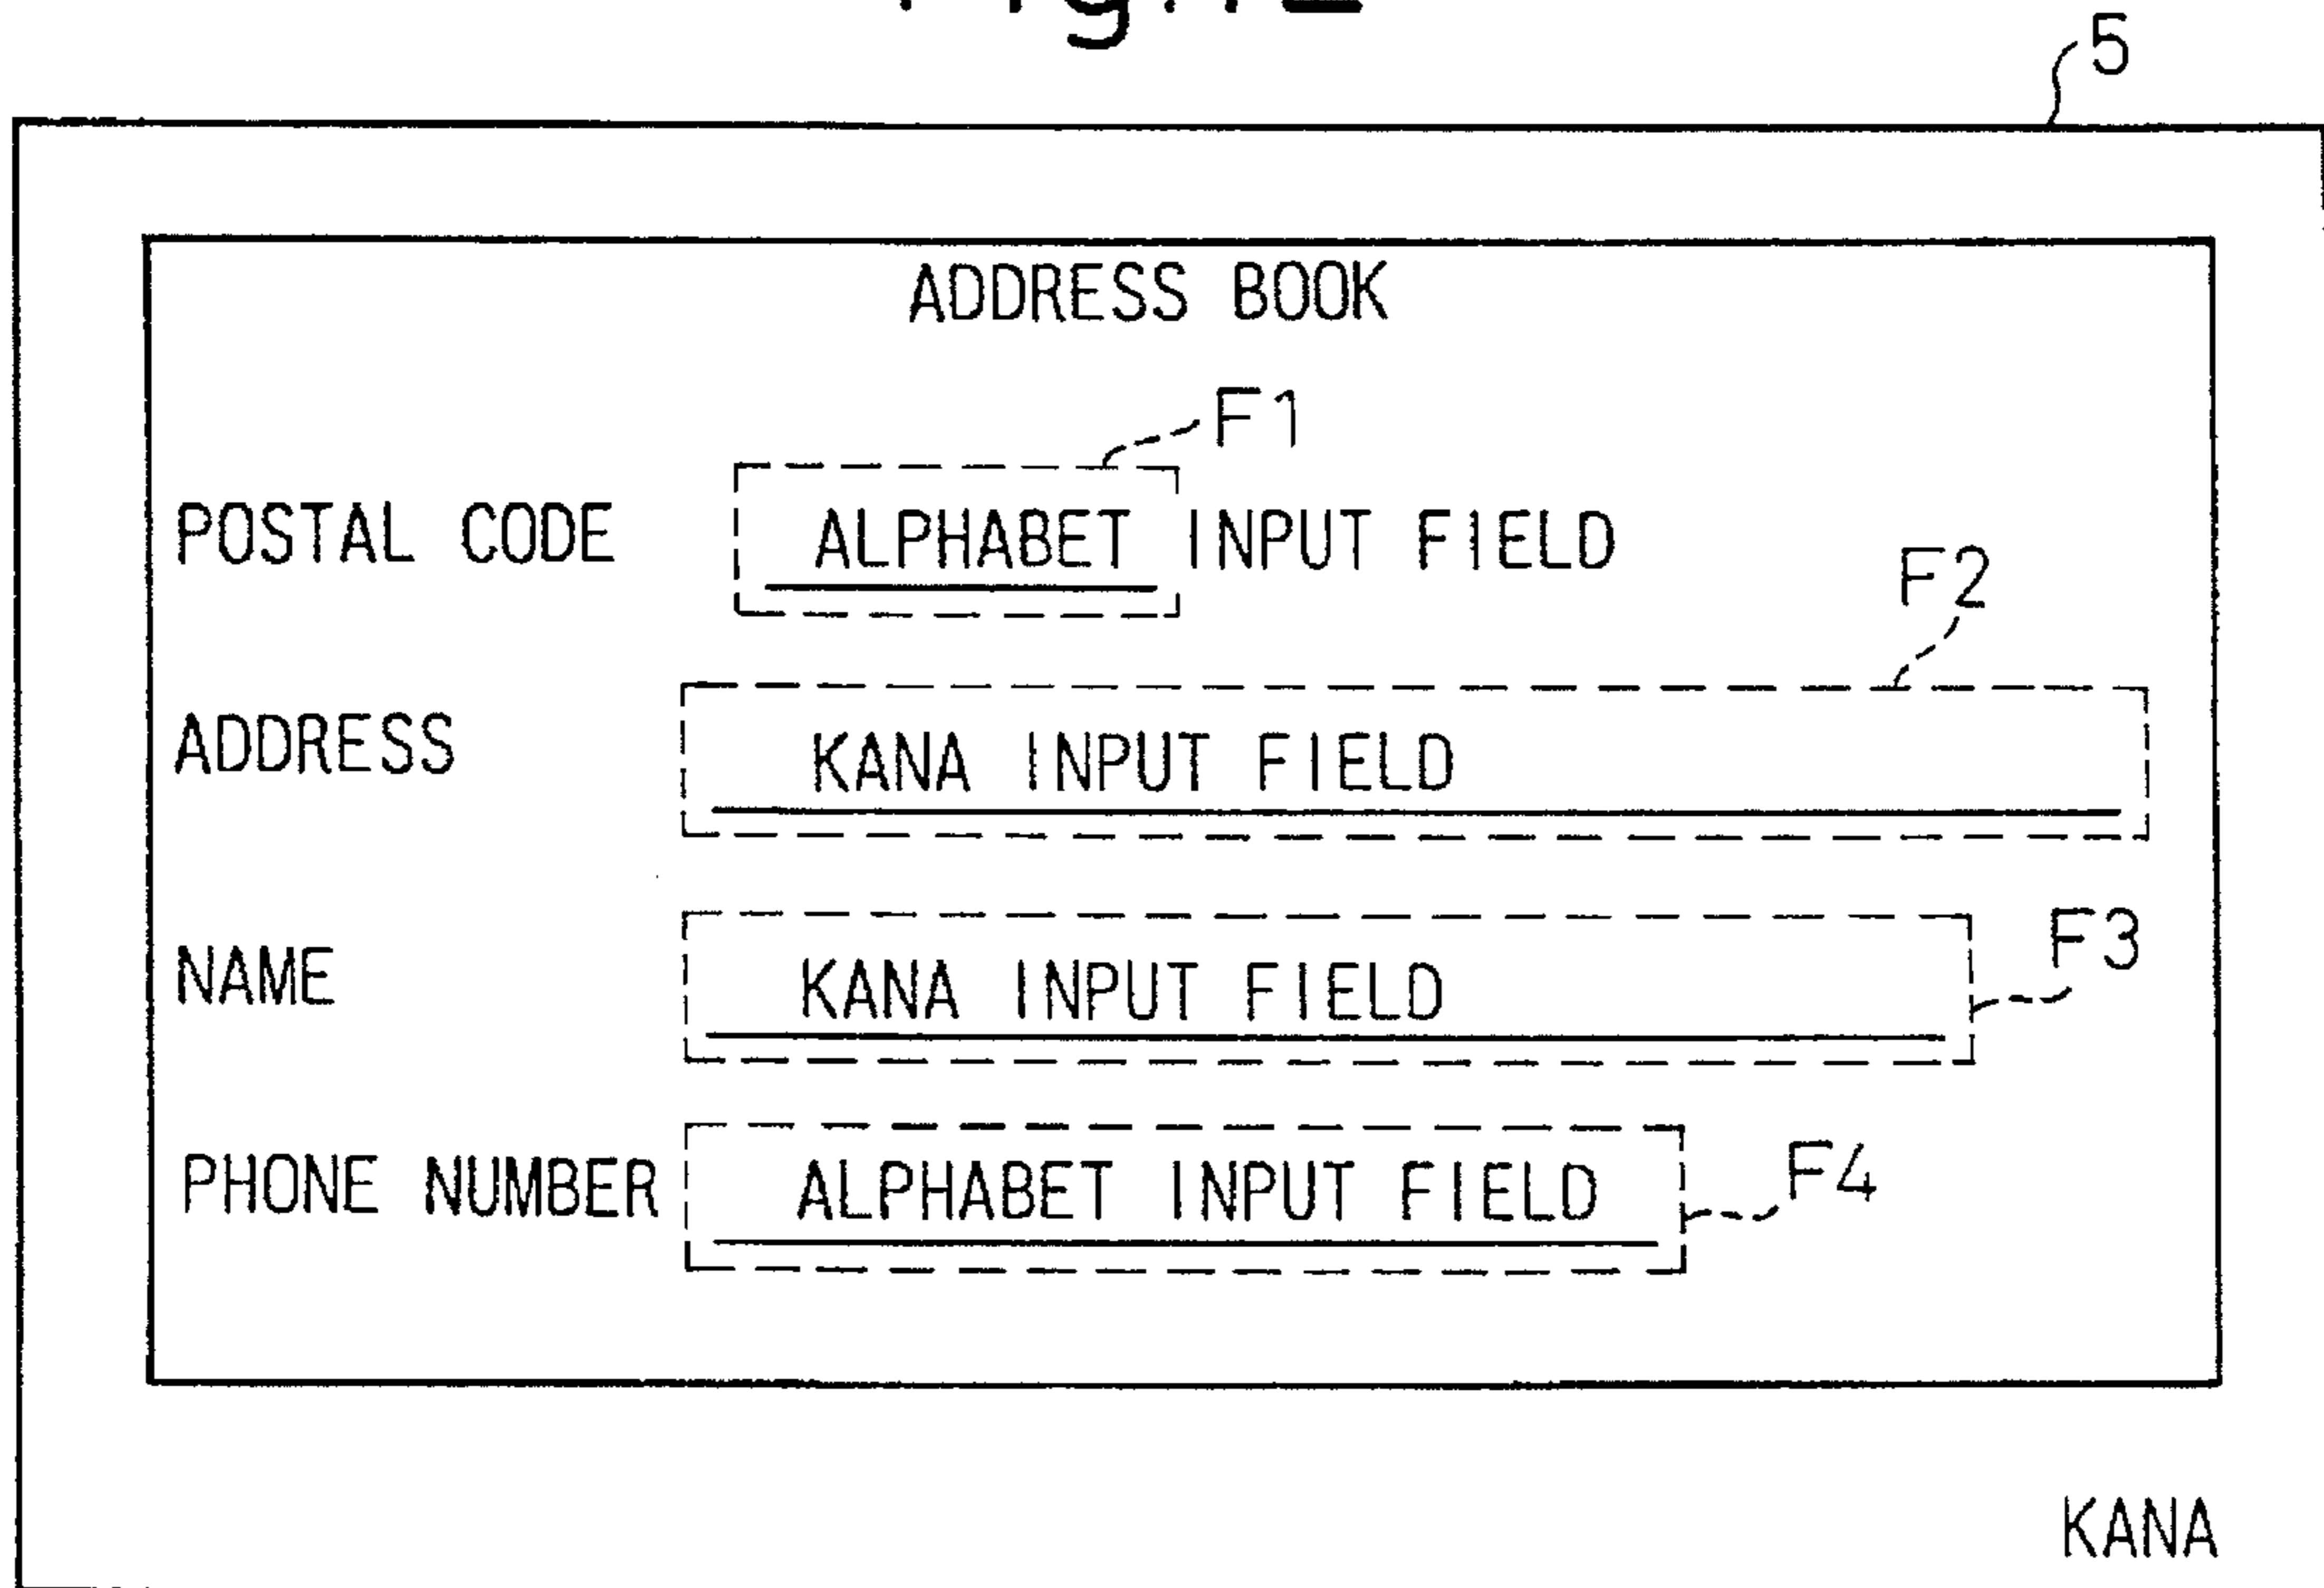 5
ADDRESS BOOK
F1
POSTAL CODE ALPHABET INPUT FIELD
F2
ADDRESS KANA INPUT FIELD
F3
NAME KANA INPUT FIELD
PHONE NUMBER ALPHABET INPUT FIELD F4
KANA